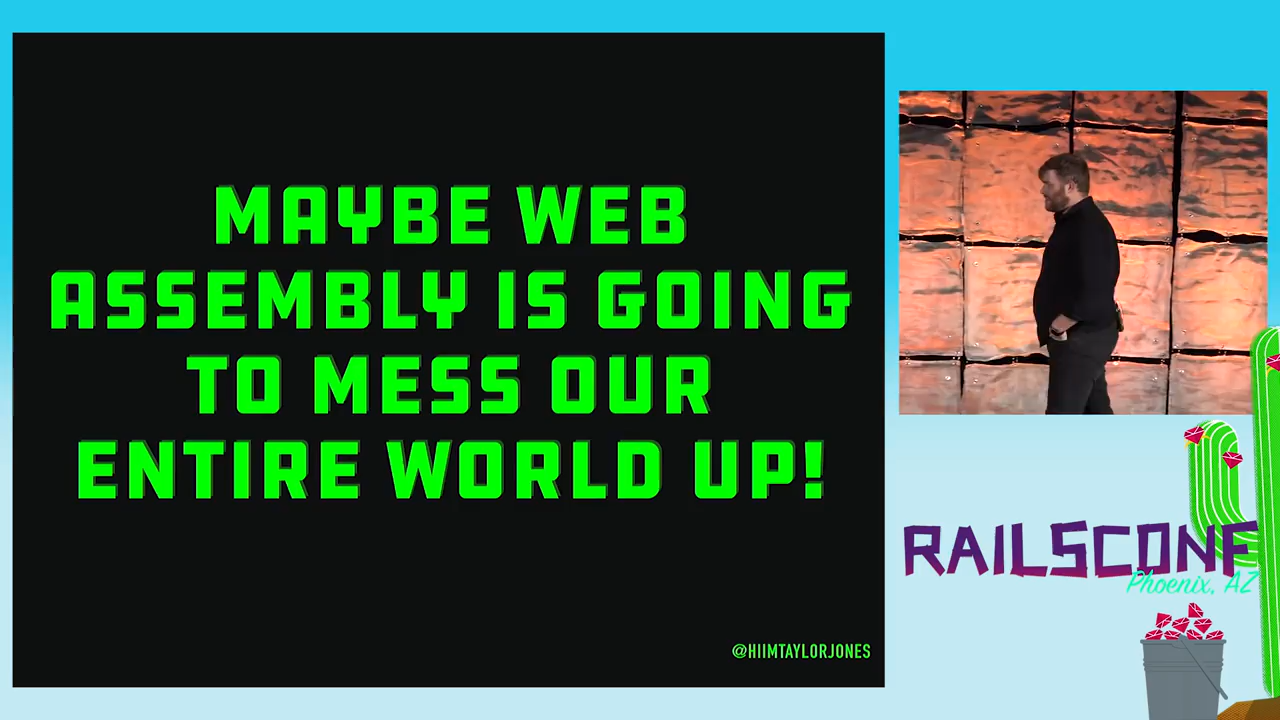 MAYBE WEB
ASSEMBLY IS GOING
TO MESS OUR
ENTIRE WORLD UP!
@HIIMTAYLORJONES
RAILSCONF
Phoenix, AZ